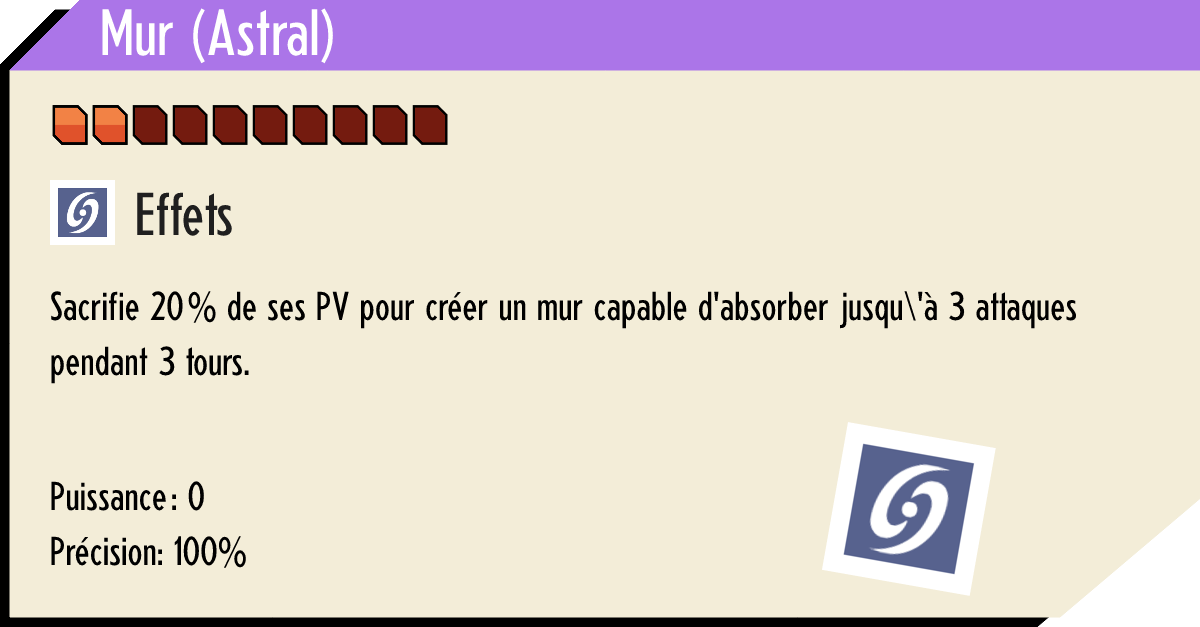 Mur (Astral)
Effets
Sacrifie 20% de ses PV pour créer un mur capable d'absorber jusqu\'à 3 attaques
pendant 3 tours.
Puissance: 0
Précision: 100%